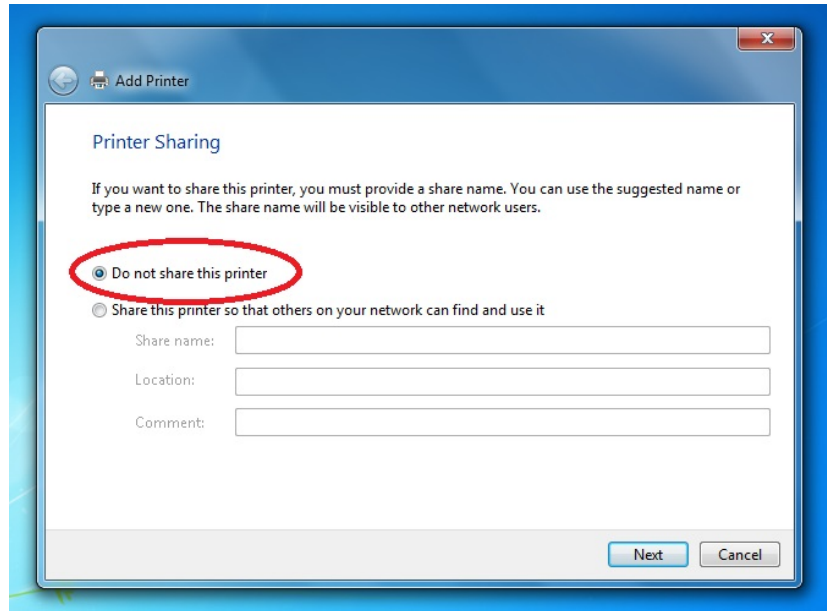 Add Printer
Printer Sharing
If you want to share this printer, you must provide a share name. You can use the suggested name or
type a new one. The share name will be visible to other network users.
Do not share this printer
Share this printer so that others on your network can find and use it
Share name:
Location:
Comment:
Next Cancel